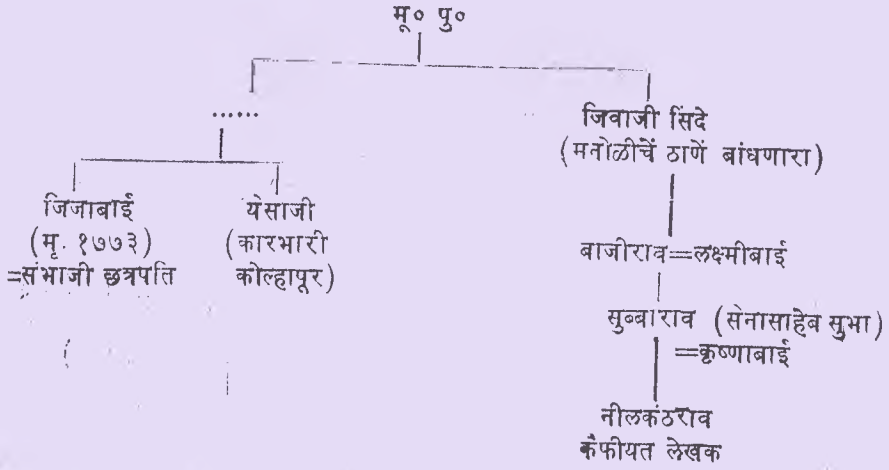 मू० पु०
......
जिजाबाई
(मृ. १७७३)
=संभाजी छत्रपति
येसाजी
(कारभारी
कोल्हापूर)
जिवाजी सिंदे
(मनोळीचें ठाणें बांधणारा)
बाजीराव=लक्ष्मीबाई
सुब्बाराव (सेनासाहेब सुभा)
=कृष्णाबाई
नीलकंठराव
कैफीयत लेखक